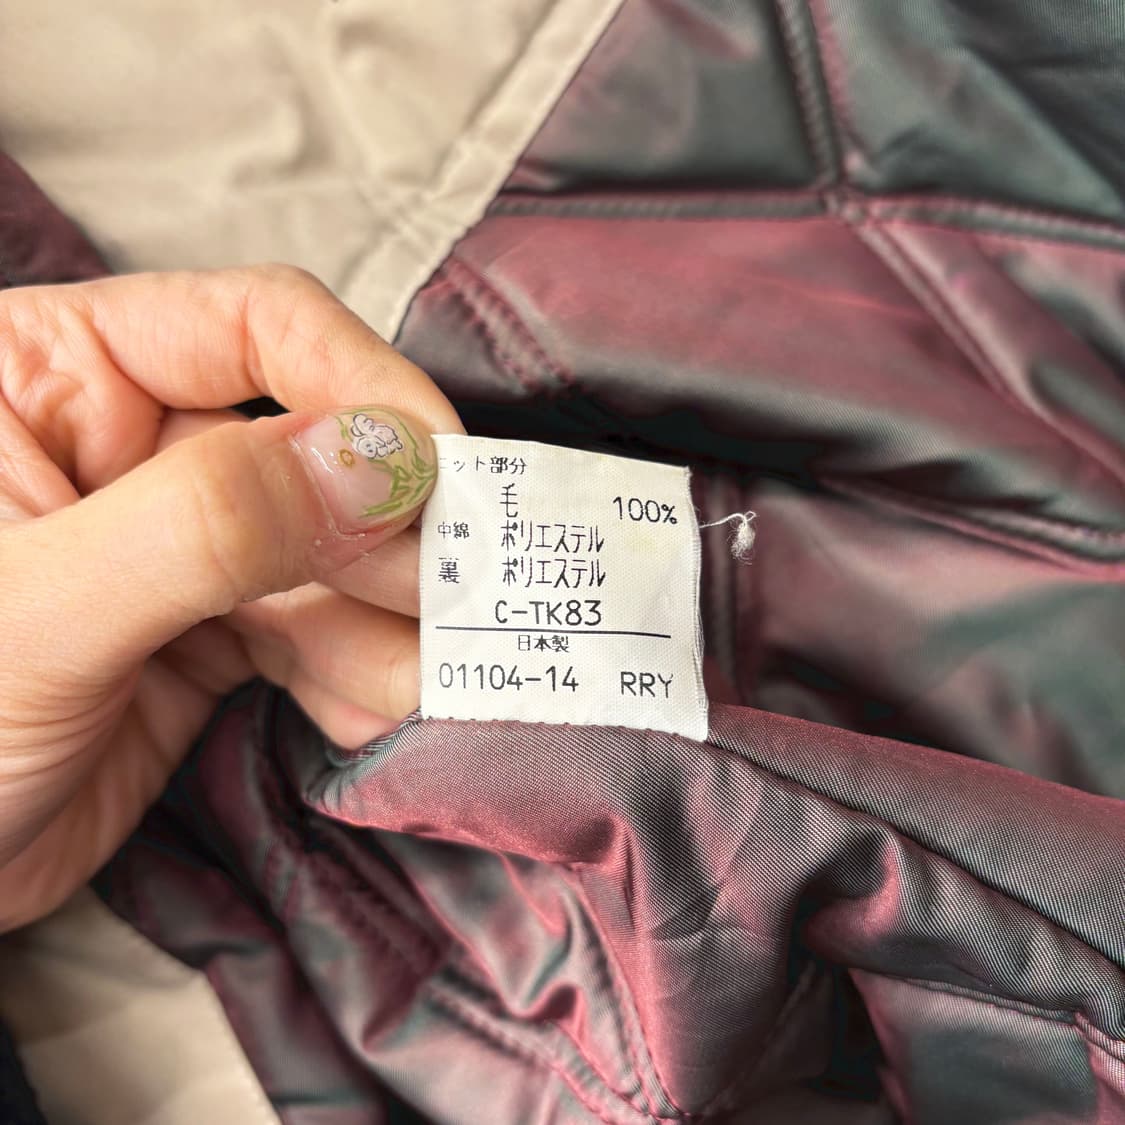 ニット部分
毛 100%
中綿 ポリエステル
裏 ポリエステル
C-TK83
日本製
01104-14 RRY